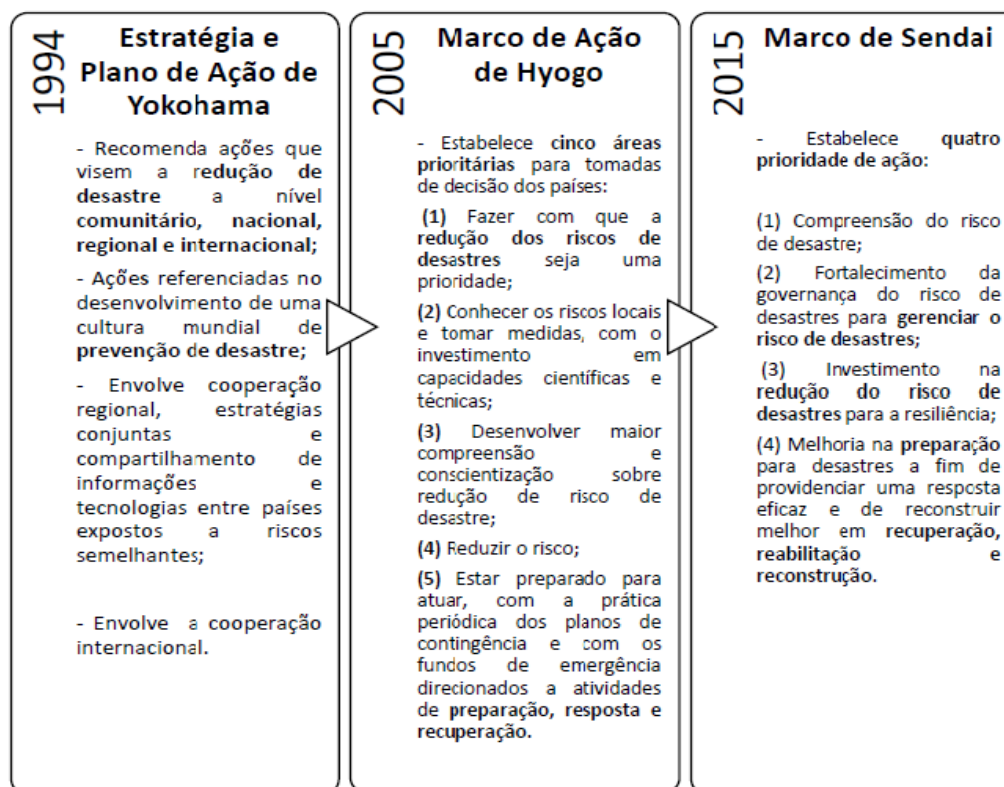 1994
Estratégia e
Plano de Ação de
Yokohama
- Recomenda ações que
visem a redução de
desastre a nível
comunitário, nacional,
regional e internacional;
- Ações referenciadas no
desenvolvimento de uma
cultura mundial de
prevenção de desastre;
- Envolve cooperação
regional, estratégias
conjuntas e
compartilhamento de
informações e
tecnologias entre países
expostos a riscos
semelhantes;
- Envolve a cooperação
internacional.
2005
Marco de Ação
de Hyogo
- Estabelece cinco áreas
prioritárias para tomadas
de decisão dos países:
(1) Fazer com que a
redução dos riscos de
desastres seja uma
prioridade;
(2) Conhecer os riscos locais
e tomar medidas, com o
investimento em
capacidades científicas e
técnicas;
(3) Desenvolver maior
compreensão e
conscientização sobre
redução de risco de
desastre;
(4) Reduzir o risco;
(5) Estar preparado para
atuar, com a prática
periódica dos planos de
contingência e com os
fundos de emergência
direcionados a atividades
de preparação, resposta e
recuperação.
2015
Marco de Sendai
- Estabelece quatro
prioridade de ação:
(1) Compreensão do risco
de desastre;
(2) Fortalecimento da
governança do risco de
desastres para gerenciar o
risco de desastres;
(3) Investimento na
redução do risco de
desastres para a resiliência;
(4) Melhoria na preparação
para desastres a fim de
providenciar uma resposta
eficaz e de reconstruir
melhor em recuperação,
reabilitação e
reconstrução.